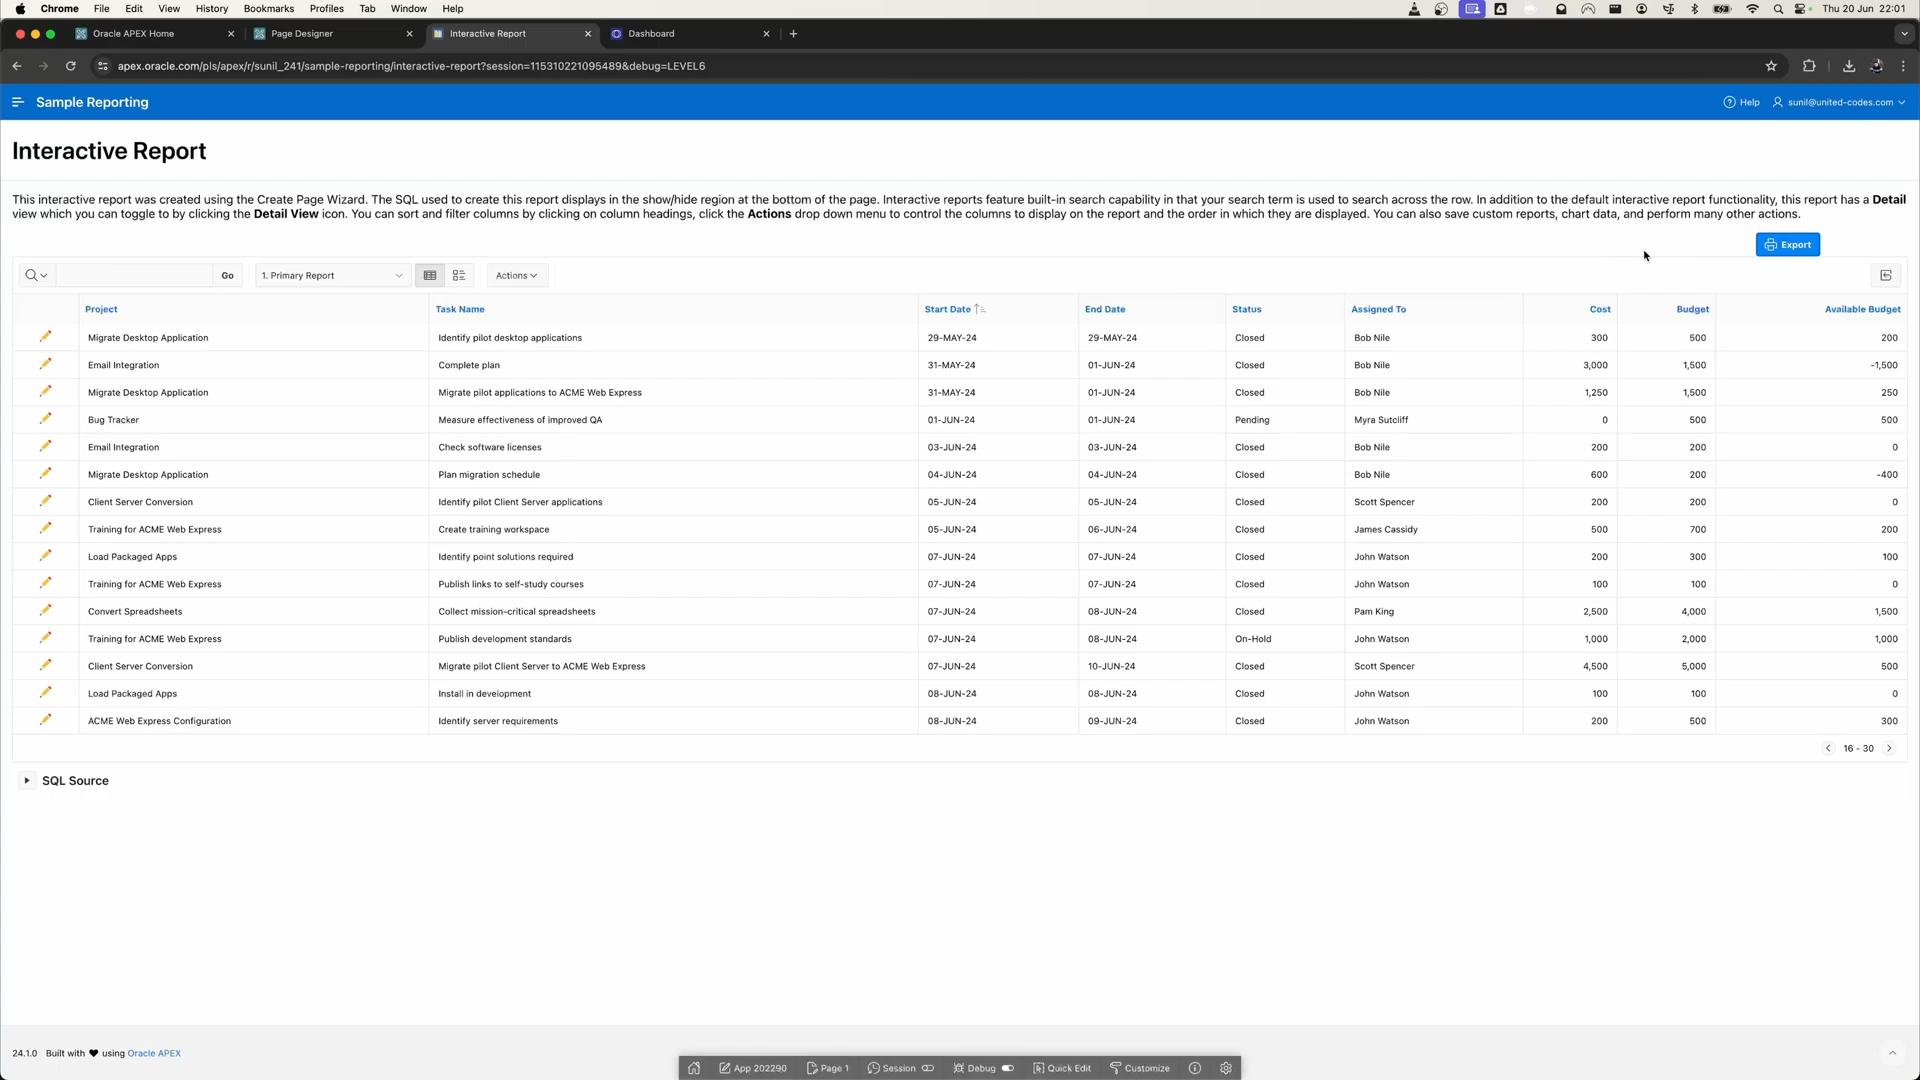 Chrome File Edit View History Bookmarks Profiles Tab Window Help Thu 20 Jun 22:01
Oracle APEX Home Page Designer Interactive Report Dashboard
apex.oracle.com/pls/apex/r/sunil_241/sample-reporting/interactive-report?session=115310221095489&debug=LEVEL6
Sample Reporting Help sunil@united-codes.com
Interactive Report
This interactive report was created using the Create Page Wizard. The SQL used to create this report displays in the show/hide region at the bottom of the page. Interactive reports feature built-in search capability in that your search term is used to search across the row. In addition to the default interactive report functionality, this report has a Detail
view which you can toggle to by clicking the Detail View icon. You can sort and filter columns by clicking on column headings, click the Actions drop down menu to control the columns to display on the report and the order in which they are displayed. You can also save custom reports, chart data, and perform many other actions.
Export
Go 1. Primary Report Actions
Project Task Name Start Date End Date Status Assigned To Cost Budget Available Budget
Migrate Desktop Application Identify pilot desktop applications 29-MAY-24 29-MAY-24 Closed Bob Nile 300 500 200
Email Integration Complete plan 31-MAY-24 01-JUN-24 Closed Bob Nile 3,000 1,500 -1,500
Migrate Desktop Application Migrate pilot applications to ACME Web Express 31-MAY-24 01-JUN-24 Closed Bob Nile 1,250 1,500 250
Bug Tracker Measure effectiveness of improved QA 01-JUN-24 01-JUN-24 Pending Myra Sutcliff 0 500 500
Email Integration Check software licenses 03-JUN-24 03-JUN-24 Closed Bob Nile 200 200 0
Migrate Desktop Application Plan migration schedule 04-JUN-24 04-JUN-24 Closed Bob Nile 600 200 -400
Client Server Conversion Identify pilot Client Server applications 05-JUN-24 05-JUN-24 Closed Scott Spencer 200 200 0
Training for ACME Web Express Create training workspace 05-JUN-24 06-JUN-24 Closed James Cassidy 500 700 200
Load Packaged Apps Identify point solutions required 07-JUN-24 07-JUN-24 Closed John Watson 200 300 100
Training for ACME Web Express Publish links to self-study courses 07-JUN-24 07-JUN-24 Closed John Watson 100 100 0
Convert Spreadsheets Collect mission-critical spreadsheets 07-JUN-24 08-JUN-24 Closed Pam King 2,500 4,000 1,500
Training for ACME Web Express Publish development standards 07-JUN-24 08-JUN-24 On-Hold John Watson 1,000 2,000 1,000
Client Server Conversion Migrate pilot Client Server to ACME Web Express 07-JUN-24 10-JUN-24 Closed Scott Spencer 4,500 5,000 500
Load Packaged Apps Install in development 08-JUN-24 08-JUN-24 Closed John Watson 100 100 0
ACME Web Express Configuration Identify server requirements 08-JUN-24 09-JUN-24 Closed John Watson 200 500 300
16 - 30
SQL Source
24.1.0 Built with ♥ using Oracle APEX
App 202290 Page 1 Session Debug Quick Edit Customize